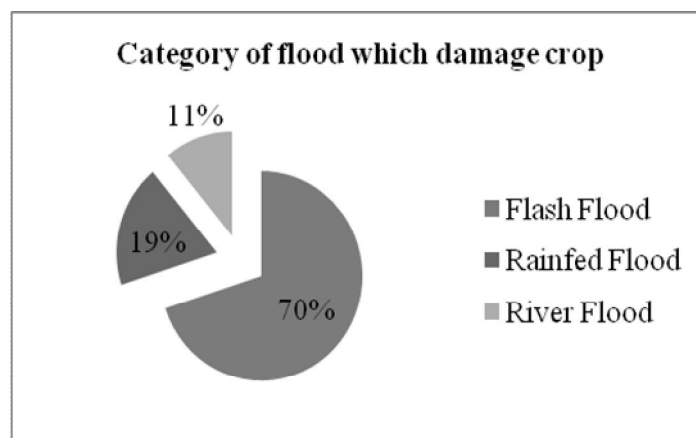 Category of flood which damage crop
11%
19%
70%
Flash Flood
Rainfed Flood
River Flood